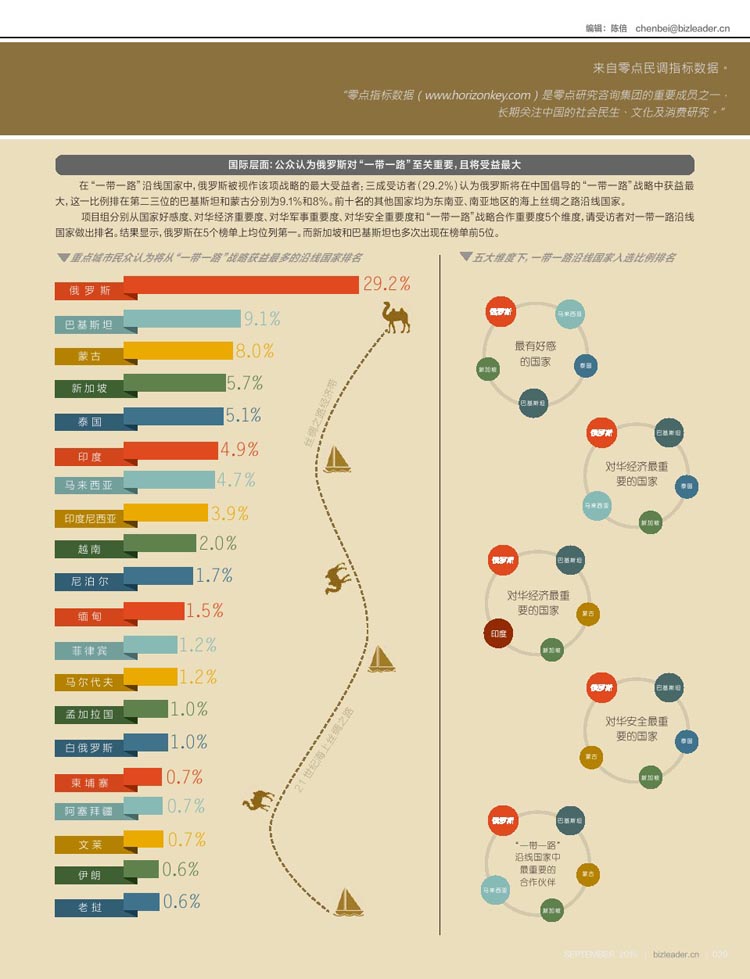 编辑：陈倍 chenbei@bizleader.cn
来自零点民调指标数据。
“零点指标数据（www.horizonkey.com）是零点研究咨询集团的重要成员之一，
长期关注中国的社会民生、文化及消费研究。”
国际层面：公众认为俄罗斯对“一带一路”至关重要，且将受益最大
在“一带一路”沿线国家中，俄罗斯被视作该项战略的最大受益者；三成受访者（29.2%）认为俄罗斯将在中国倡导的“一带一路”战略中获益最
大，这一比例排在第二三位的巴基斯坦和蒙古分别为9.1%和8%。前十名的其他国家均为东南亚、南亚地区的海上丝绸之路沿线国家。
项目组分别从国家好感度、对华经济重要度、对华军事重要度、对华安全重要度和“一带一路”战略合作重要度5个维度，请受访者对一带一路沿线
国家做出排名。结果显示，俄罗斯在5个榜单上均位列第一。而新加坡和巴基斯坦也多次出现在榜单前5位。
重点城市民众认为将从“一带一路”战略获益最多的沿线国家排名
俄罗斯 29.2%
巴基斯坦 9.1%
蒙古 8.0%
新加坡 5.7%
泰国 5.1%
印度 4.9%
马来西亚 4.7%
印度尼西亚 3.9%
越南 2.0%
尼泊尔 1.7%
缅甸 1.5%
菲律宾 1.2%
马尔代夫 1.2%
孟加拉国 1.0%
白俄罗斯 1.0%
柬埔寨 0.7%
阿塞拜疆 0.7%
文莱 0.7%
伊朗 0.6%
老挝 0.6%
丝绸之路经济带
21世纪海上丝绸之路
五大维度下，一带一路沿线国家入选比例排名
最有好感
的国家
俄罗斯
马来西亚
泰国
巴基斯坦
新加坡
对华经济最重
要的国家
俄罗斯
巴基斯坦
泰国
新加坡
马来西亚
对华经济最重
要的国家
俄罗斯
巴基斯坦
蒙古
新加坡
印度
对华安全最重
要的国家
俄罗斯
巴基斯坦
泰国
新加坡
蒙古
“一带一路”
沿线国家中
最重要的
合作伙伴
俄罗斯
巴基斯坦
蒙古
新加坡
马来西亚
SEPTEMBER, 2015 | bizleader.cn | 029